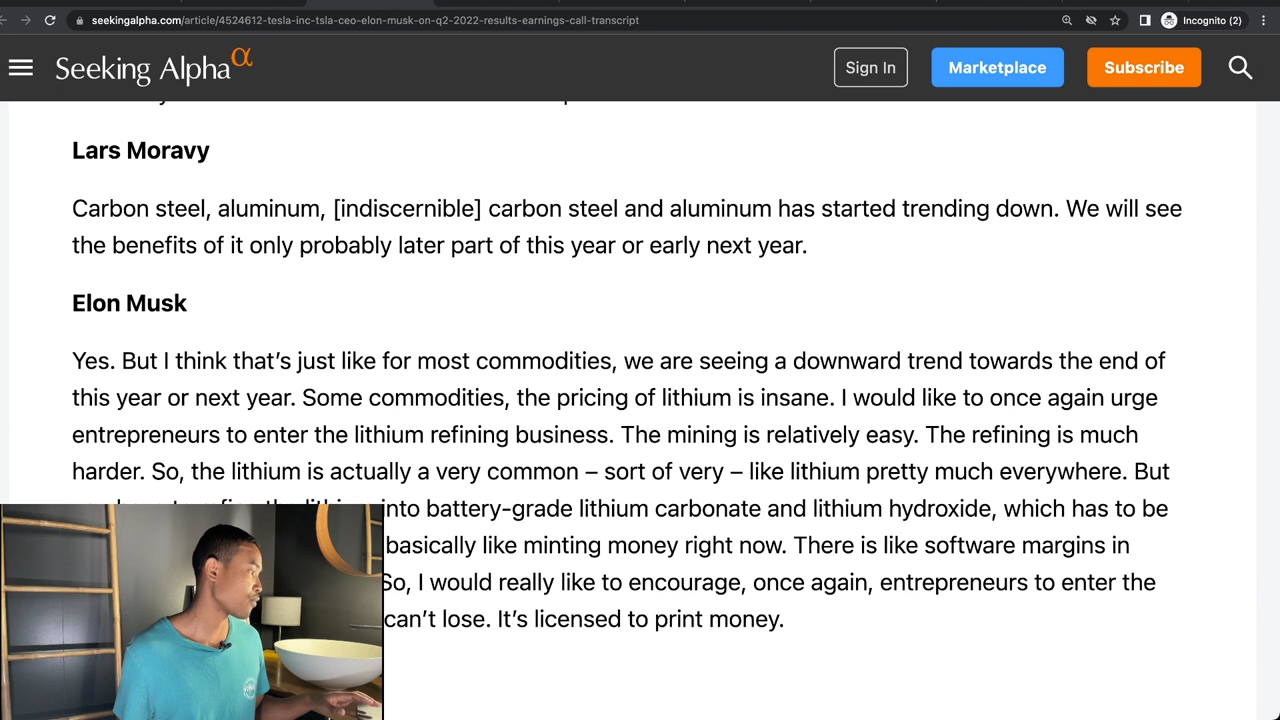 seekingalpha.com/article/4524612-tesla-inc-tsla-ceo-elon-musk-on-q2-2022-results-earnings-call-transcript
Incognito (2)
Seeking Alpha α
Sign In
Marketplace
Subscribe
Lars Moravy
Carbon steel, aluminum, [indiscernible] carbon steel and aluminum has started trending down. We will see
the benefits of it only probably later part of this year or early next year.
Elon Musk
Yes. But I think that’s just like for most commodities, we are seeing a downward trend towards the end of
this year or next year. Some commodities, the pricing of lithium is insane. I would like to once again urge
entrepreneurs to enter the lithium refining business. The mining is relatively easy. The refining is much
harder. So, the lithium is actually a very common – sort of very – like lithium pretty much everywhere. But
into battery-grade lithium carbonate and lithium hydroxide, which has to be
basically like minting money right now. There is like software margins in
So, I would really like to encourage, once again, entrepreneurs to enter the
can’t lose. It’s licensed to print money.